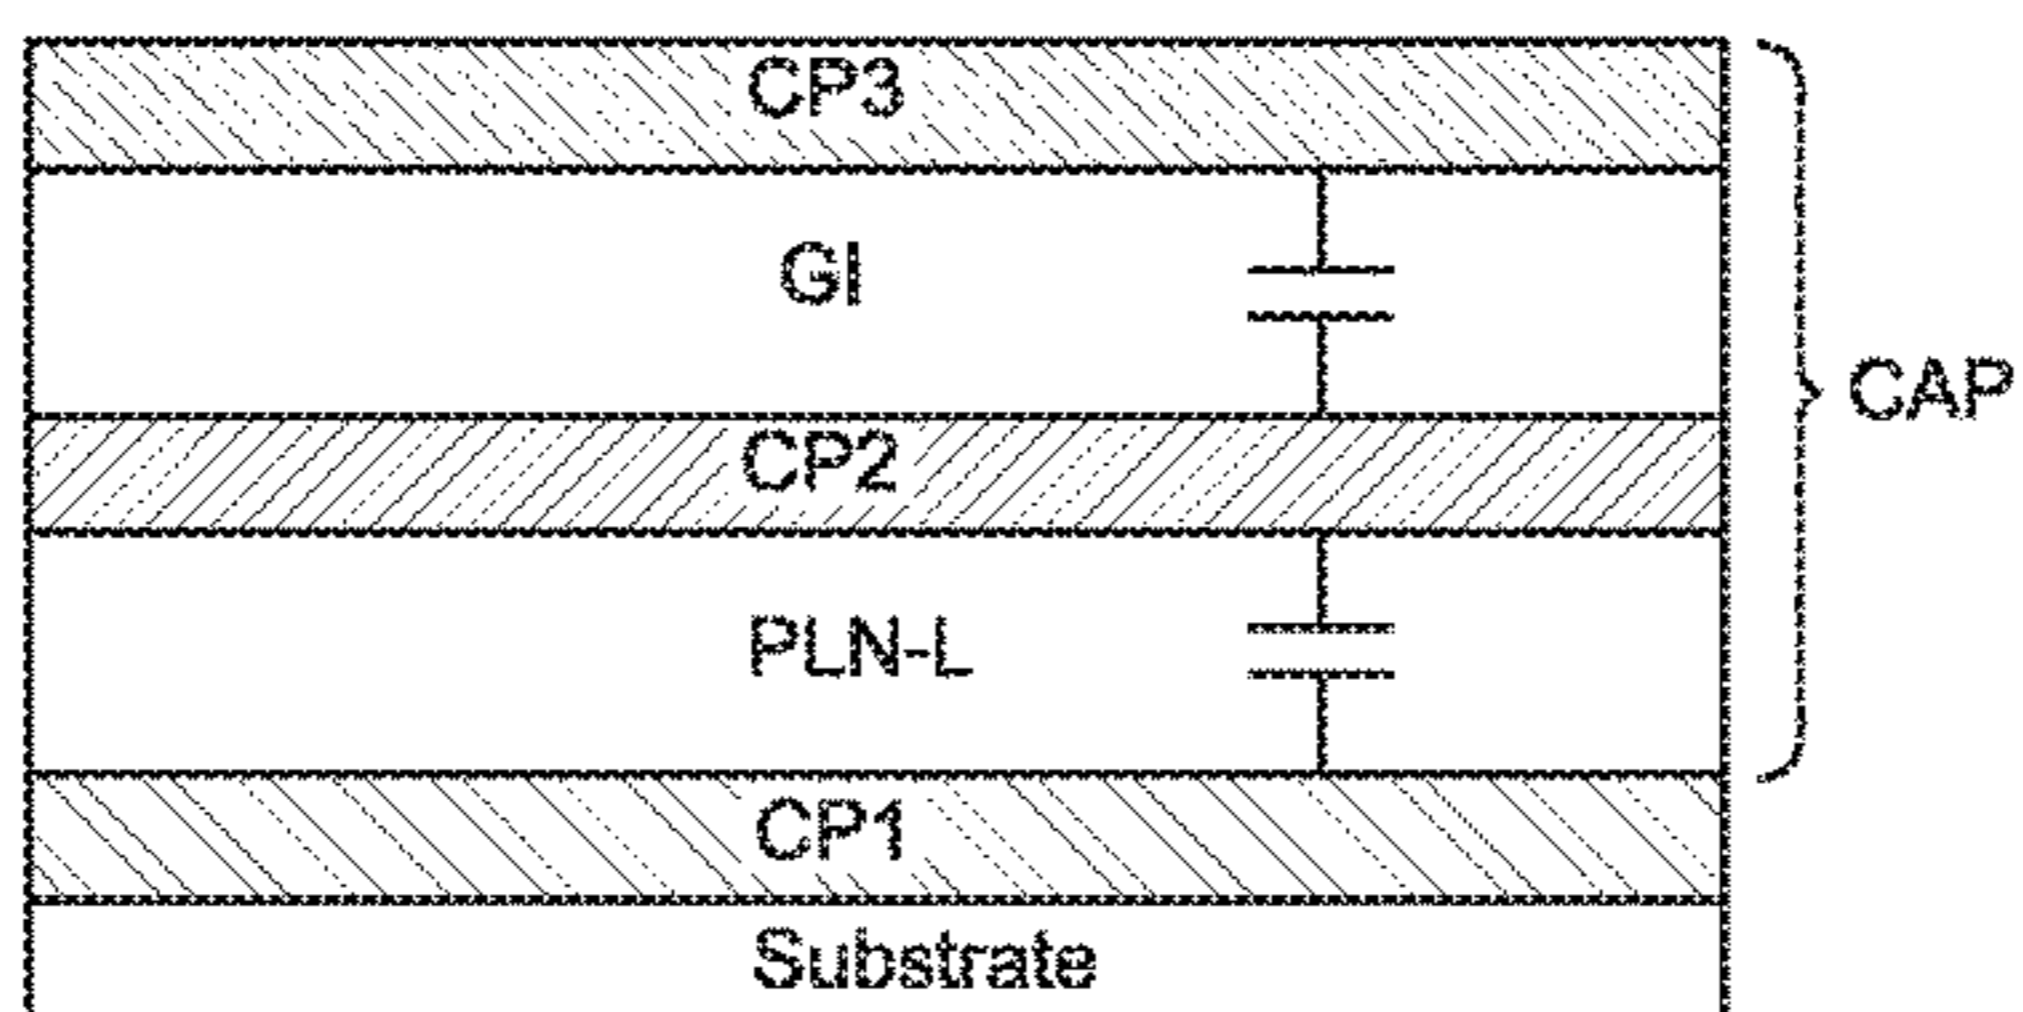 CP3
GI
CAP
CP2
PLN-L
CP1
Substrate